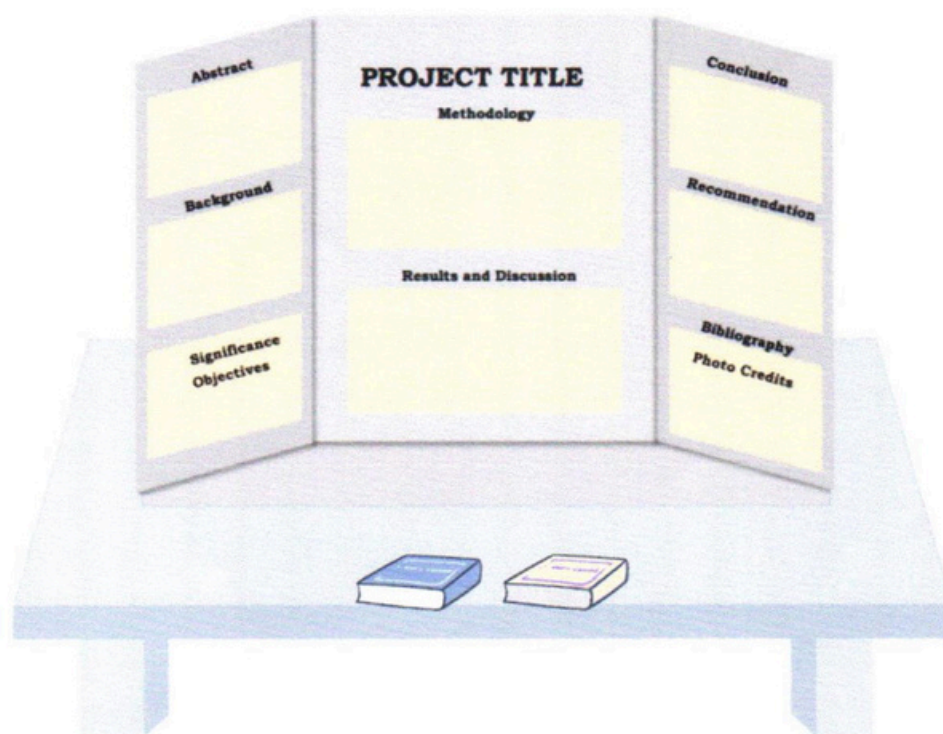 Abstract
Background
Significance
Objectives
PROJECT TITLE
Methodology
Results and Discussion
Conclusion
Recommendation
Bibliography
Photo Credits